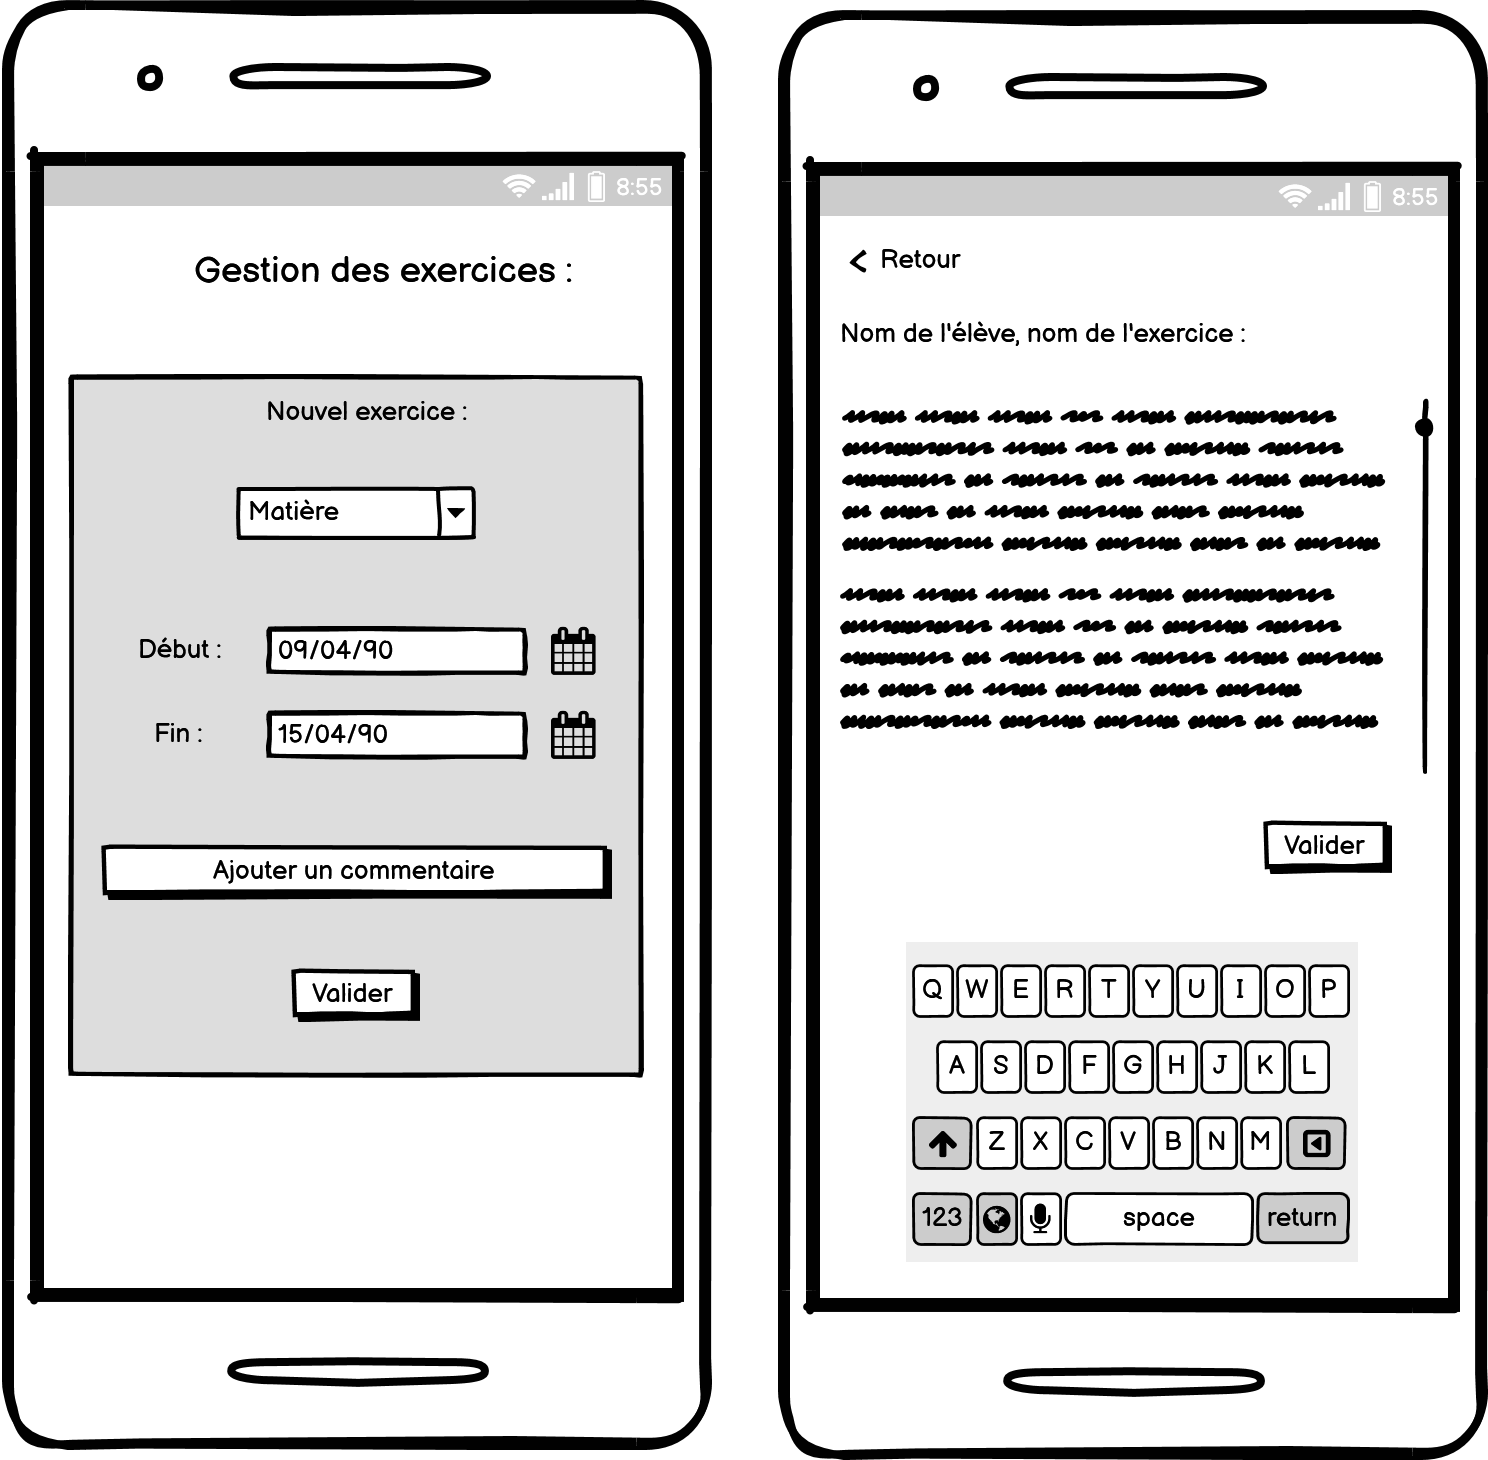 8:55
Gestion des exercices :
Nouvel exercice :
Matière
Début : 09/04/90
Fin : 15/04/90
Ajouter un commentaire
Valider
8:55
Retour
Nom de l'élève, nom de l'exercice :
Valider
Q W E R T Y U I O P
A S D F G H J K L
Z X C V B N M
123 space return